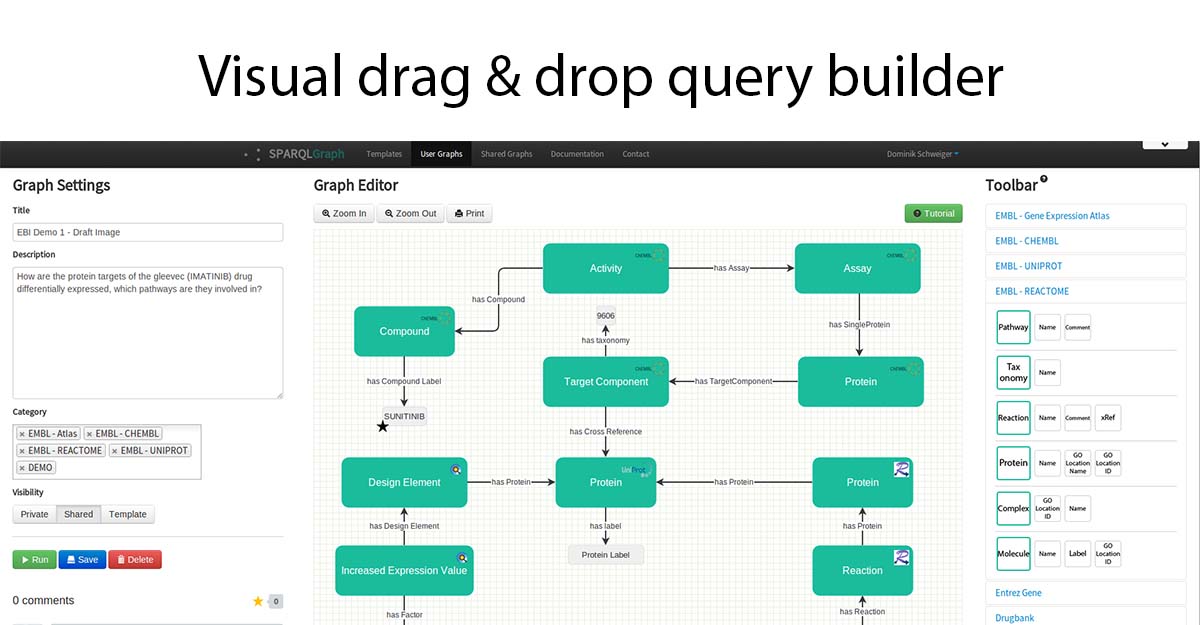 Visual drag & drop query builder
SPARQLGraph
Templates
User Graphs
Shared Graphs
Documentation
Contact
Dominik Schweiger
Graph Settings
Title
EBI Demo 1 - Draft Image
Description
How are the protein targets of the gleevec (IMATINIB) drug
differentially expressed, which pathways are they involved in?
Category
× EMBL - Atlas × EMBL - CHEMBL
× EMBL - REACTOME × EMBL - UNIPROT
× DEMO
Visibility
Private Shared Template
Run Save Delete
0 comments
0
Graph Editor
Zoom In Zoom Out Print
Tutorial
CHEMBL
Activity
has Assay
CHEMBL
Assay
has Compound
CHEMBL
Compound
9606
has taxonomy
has SingleProtein
has Compound Label
CHEMBL
Target Component
has TargetComponent
CHEMBL
Protein
SUNITINIB
has Cross Reference
Design Element
has Protein
UniProt
Protein
has Protein
R
Protein
has Design Element
has label
has Protein
Protein Label
Increased Expression Value
R
Reaction
has Factor
has Reaction
Toolbar ?
EMBL - Gene Expression Atlas
EMBL - CHEMBL
EMBL - UNIPROT
EMBL - REACTOME
Pathway Name Comment
Tax
onomy
Name
Reaction Name Comment xRef
Protein
Name
GO
Location
Name
GO
Location
ID
Complex
GO
Location
ID
Name
Molecule
Name
Label
GO
Location
ID
Entrez Gene
Drugbank